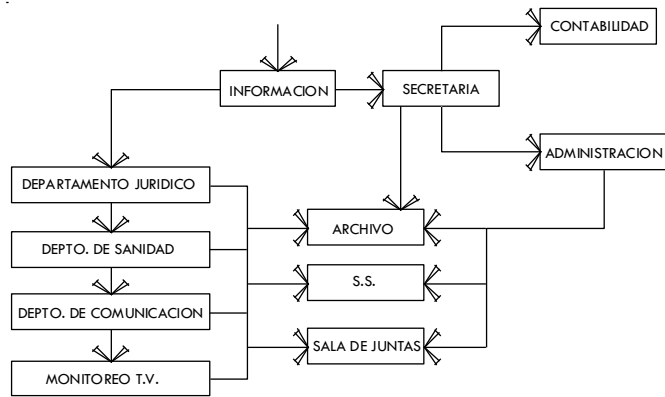 CONTABILIDAD
INFORMACION
SECRETARIA
ADMINISTRACION
DEPARTAMENTO JURIDICO
ARCHIVO
DEPTO. DE SANIDAD
S.S.
DEPTO. DE COMUNICACION
SALA DE JUNTAS
MONITOREO T.V.